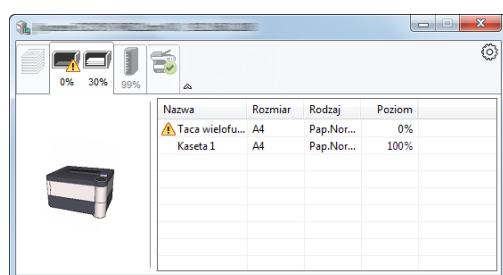 0% 30% 99%
Nazwa Rozmiar Rodzaj Poziom
Taca wielofu... A4 Pap.Nor... 0%
Kaseta 1 A4 Pap.Nor... 100%